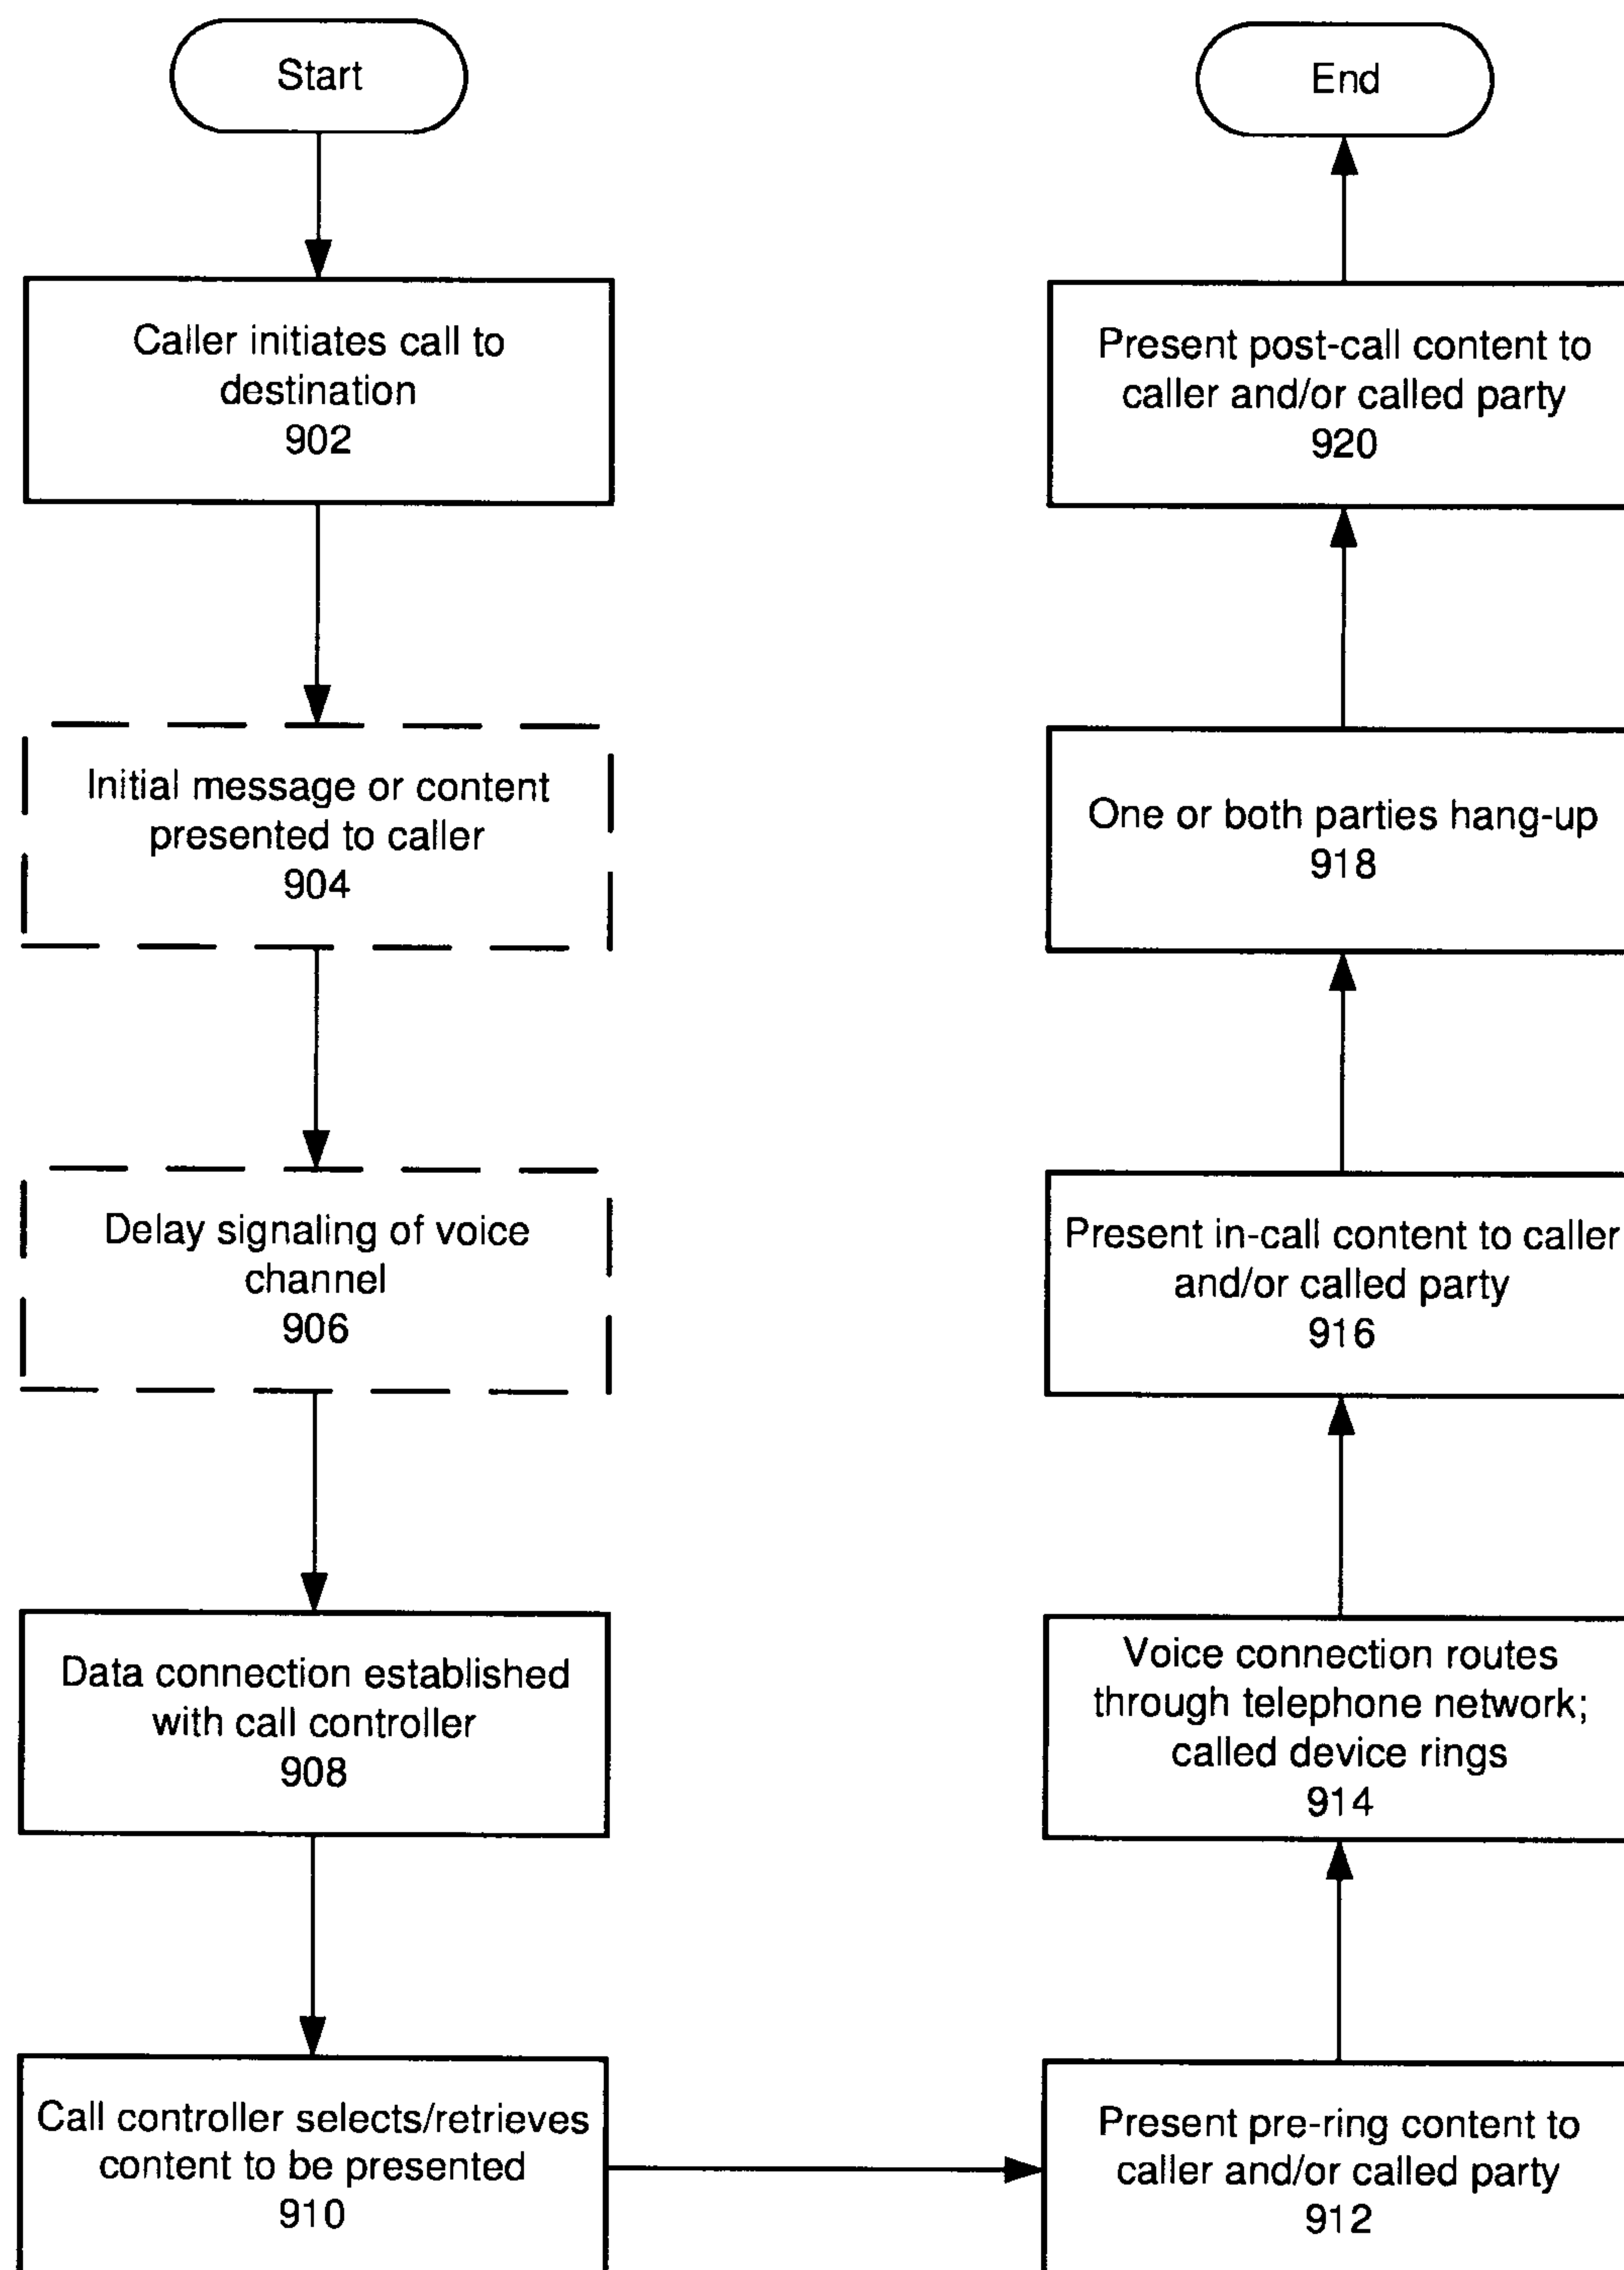 Start
Caller initiates call to
destination
902
Initial message or content
presented to caller
904
Delay signaling of voice
channel
906
Data connection established
with call controller
908
Call controller selects/retrieves
content to be presented
910
Present pre-ring content to
caller and/or called party
912
Voice connection routes
through telephone network;
called device rings
914
Present in-call content to caller
and/or called party
916
One or both parties hang-up
918
Present post-call content to
caller and/or called party
920
End